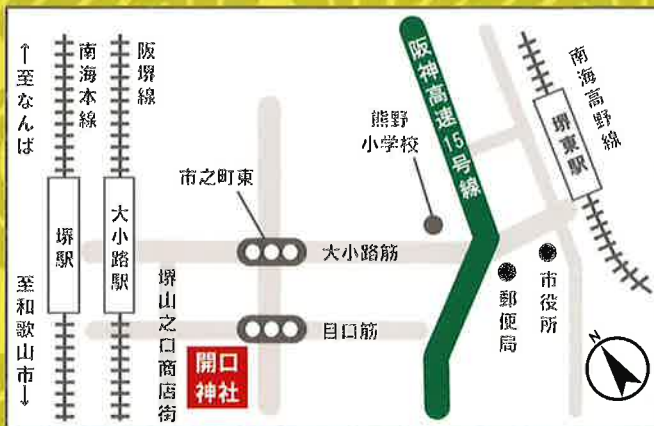 ↑至なんば
南海本線
阪堺線
堺駅
大小路駅
至和歌山市↓
市之町東
熊野
小学校
阪神高速15号線
南海高野線
堺東駅
大小路筋
市役所
郵便局
堺山之口商店街
目口筋
開口
神社
N